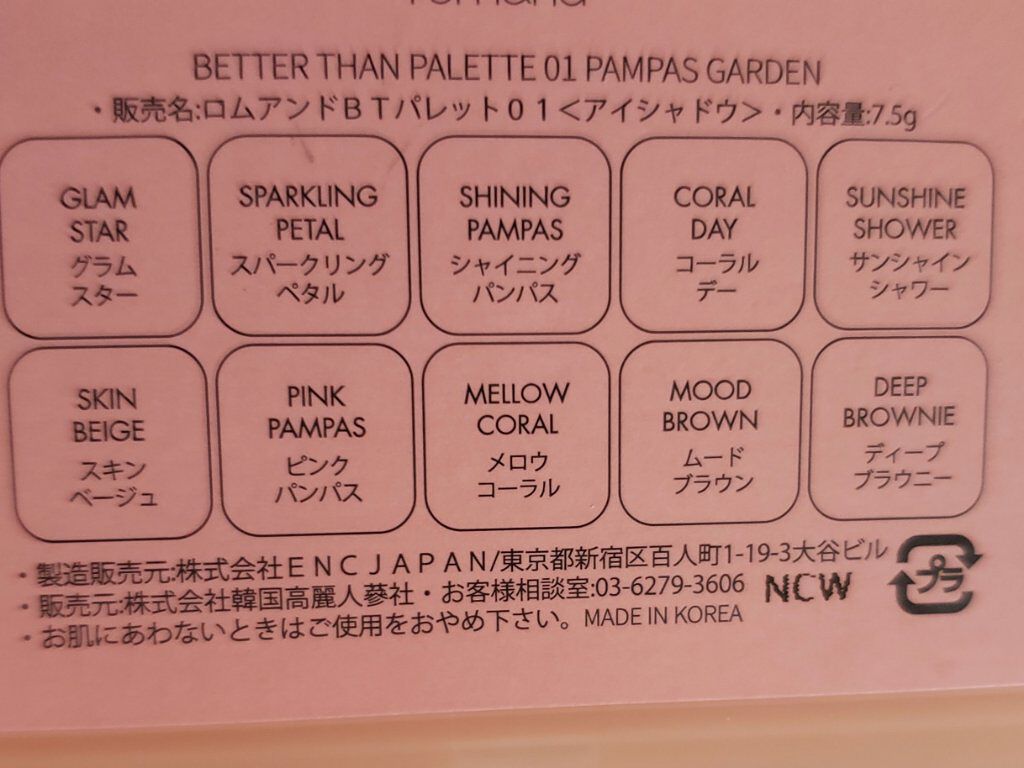 BETTER THAN PALETTE 01 PAMPAS GARDEN
・販売名:ロムアンドＢＴパレット０１＜アイシャドウ＞・内容量:7.5g
GLAM
STAR
グラム
スター
SPARKLING
PETAL
スパークリング
ペタル
SHINING
PAMPAS
シャイニング
パンパス
CORAL
DAY
コーラル
デー
SUNSHINE
SHOWER
サンシャイン
シャワー
SKIN
BEIGE
スキン
ベージュ
PINK
PAMPAS
ピンク
パンパス
MELLOW
CORAL
メロウ
コーラル
MOOD
BROWN
ムード
ブラウン
DEEP
BROWNIE
ディープ
ブラウニー
・製造販売元:株式会社ＥＮＣＪＡＰＡＮ/東京都新宿区百人町1-19-3大谷ビル
・販売元:株式会社韓国高麗人蔘社・お客様相談室:03-6279-3606
NCW
プラ
・お肌にあわないときはご使用をおやめ下さい。MADE IN KOREA